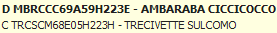 D MBRCCC69A59H223E - AMBARABA CICCICOCCO
C TRCSCM68E05H223H - TRECIVETTE SULCOMO